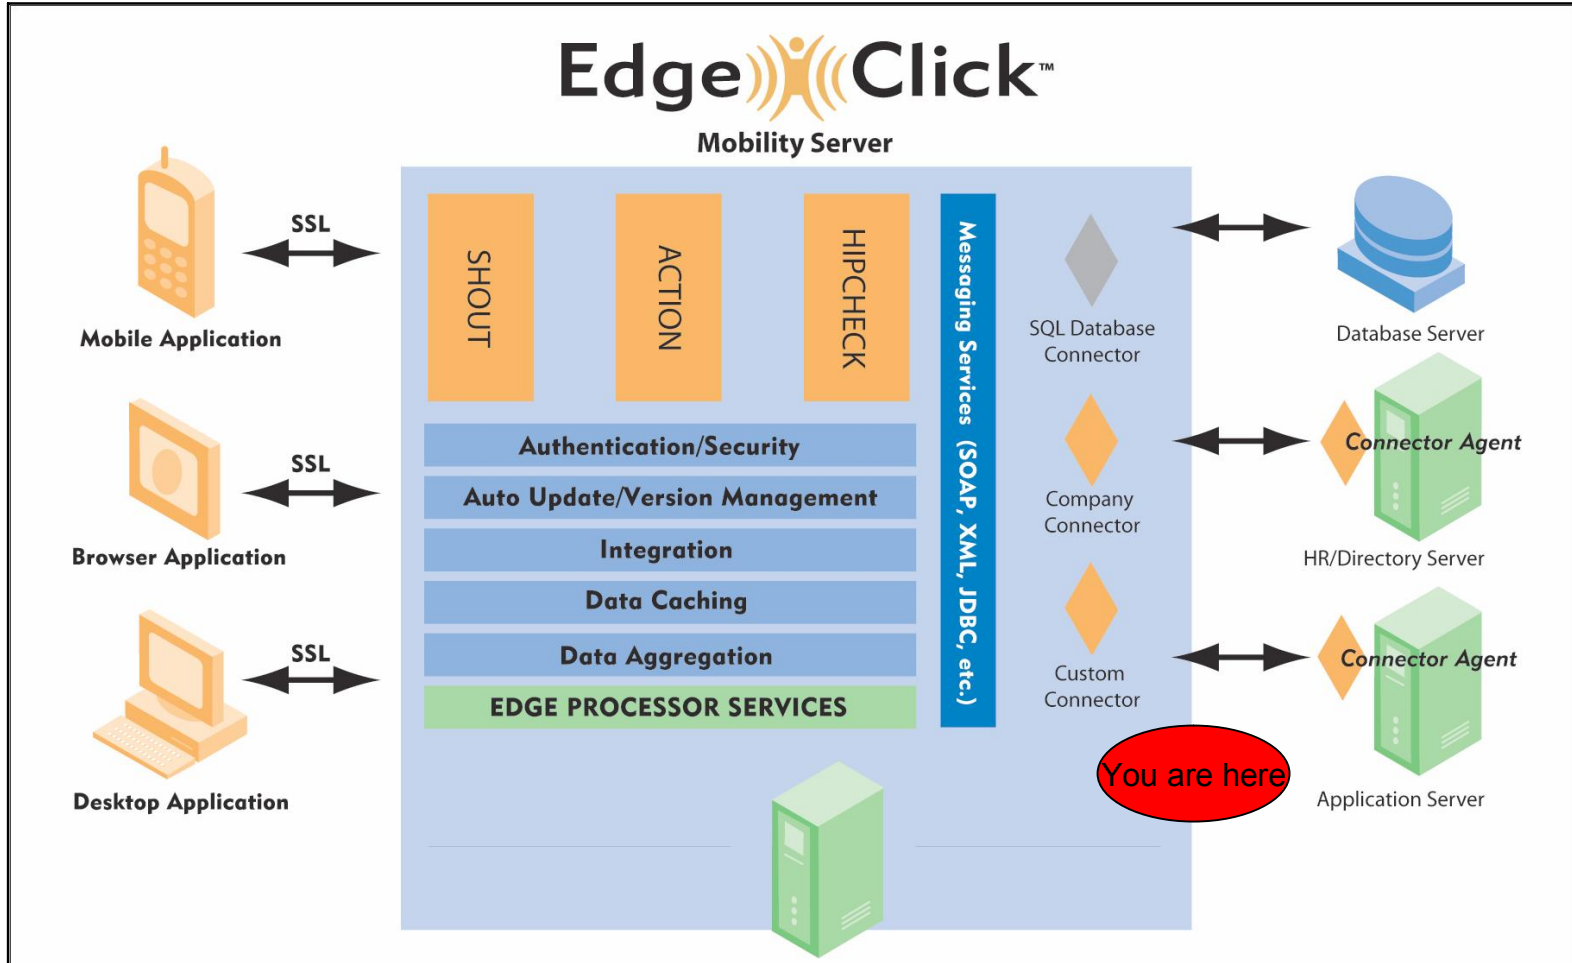 Edge Click™
Mobility Server
SSL
Mobile Application
SSL
Browser Application
SSL
Desktop Application
SHOUT
ACTION
HIPCHECK
Authentication/Security
Auto Update/Version Management
Integration
Data Caching
Data Aggregation
EDGE PROCESSOR SERVICES
Messaging Services (SOAP, XML, JDBC, etc.)
SQL Database
Connector
Company
Connector
Custom
Connector
You are here
Database Server
Connector Agent
HR/Directory Server
Connector Agent
Application Server